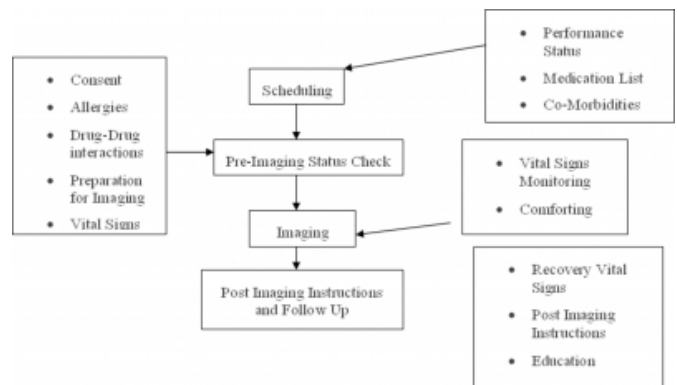 Performance
Status
Medication List
Co-Morbidities
Consent
Allergies
Drug-Drug
interactions
Preparation
for Imaging
Vital Signs
Scheduling
Pre-Imaging Status Check
Vital Signs
Monitoring
Comforting
Imaging
Post Imaging Instructions
and Follow Up
Recovery Vital
Signs
Post Imaging
Instructions
Education